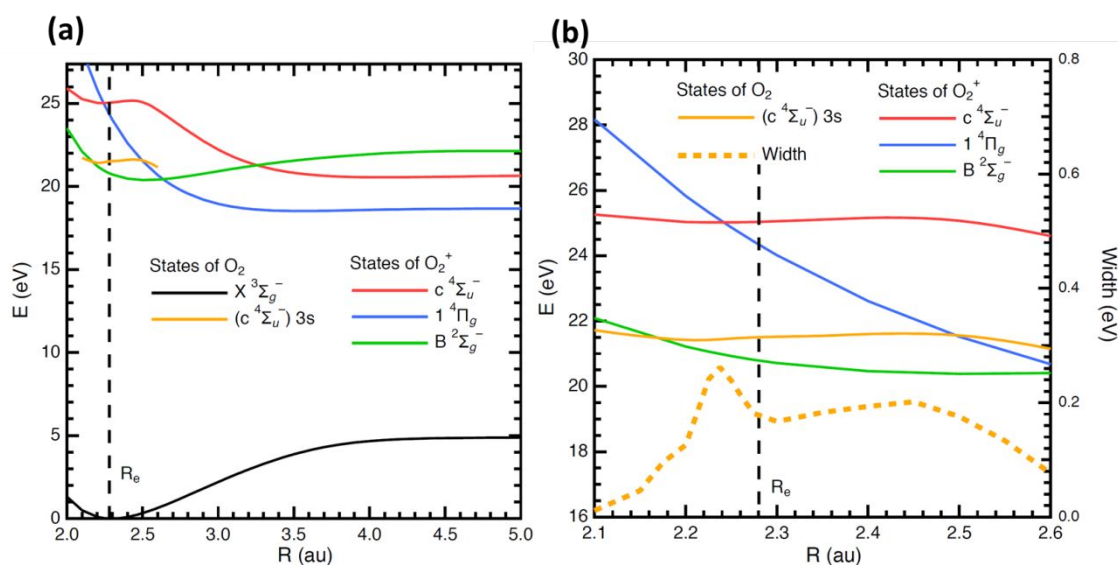 (a)
E (eV)
25
20
15
10
5
0
States of O₂
X ³Σg⁻
(c ⁴Σu⁻) 3s
States of O₂⁺
c ⁴Σu⁻
1 ⁴Πg
B ²Σg⁻
Re
2.0 2.5 3.0 3.5 4.0 4.5 5.0
R (au)
(b)
E (eV)
30
28
26
24
22
20
18
16
States of O₂
(c ⁴Σu⁻) 3s
Width
States of O₂⁺
c ⁴Σu⁻
1 ⁴Πg
B ²Σg⁻
Re
0.8
0.6
0.4
0.2
0.0
Width (eV)
2.1 2.2 2.3 2.4 2.5 2.6
R (au)